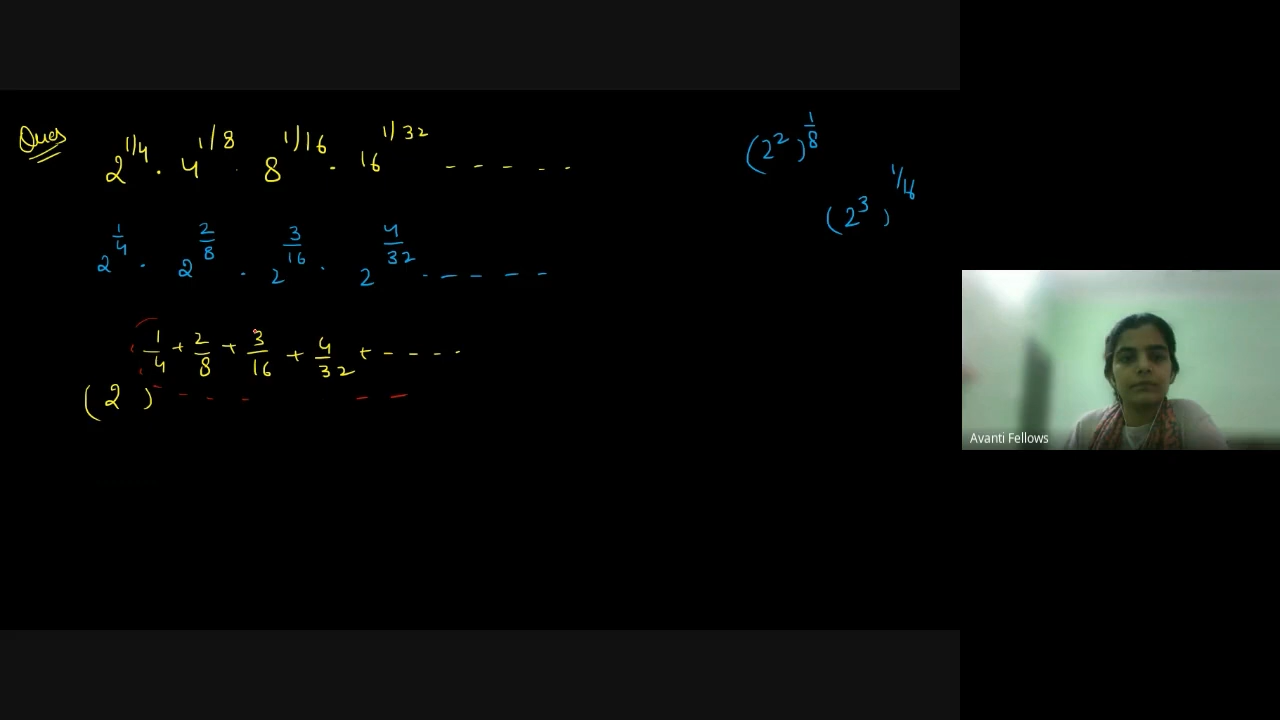 Ques 2^1/4 . 4^1/8 . 8^1/16 . 16^1/32 - - - - -
(2^2)^1/8
(2^3)^1/16
2^1/4 . 2^2/8 . 2^3/16 . 2^4/32 . - - - -
(2)^1/4 + 2/8 + 3/16 + 4/32 + - - - -
Avanti Fellows